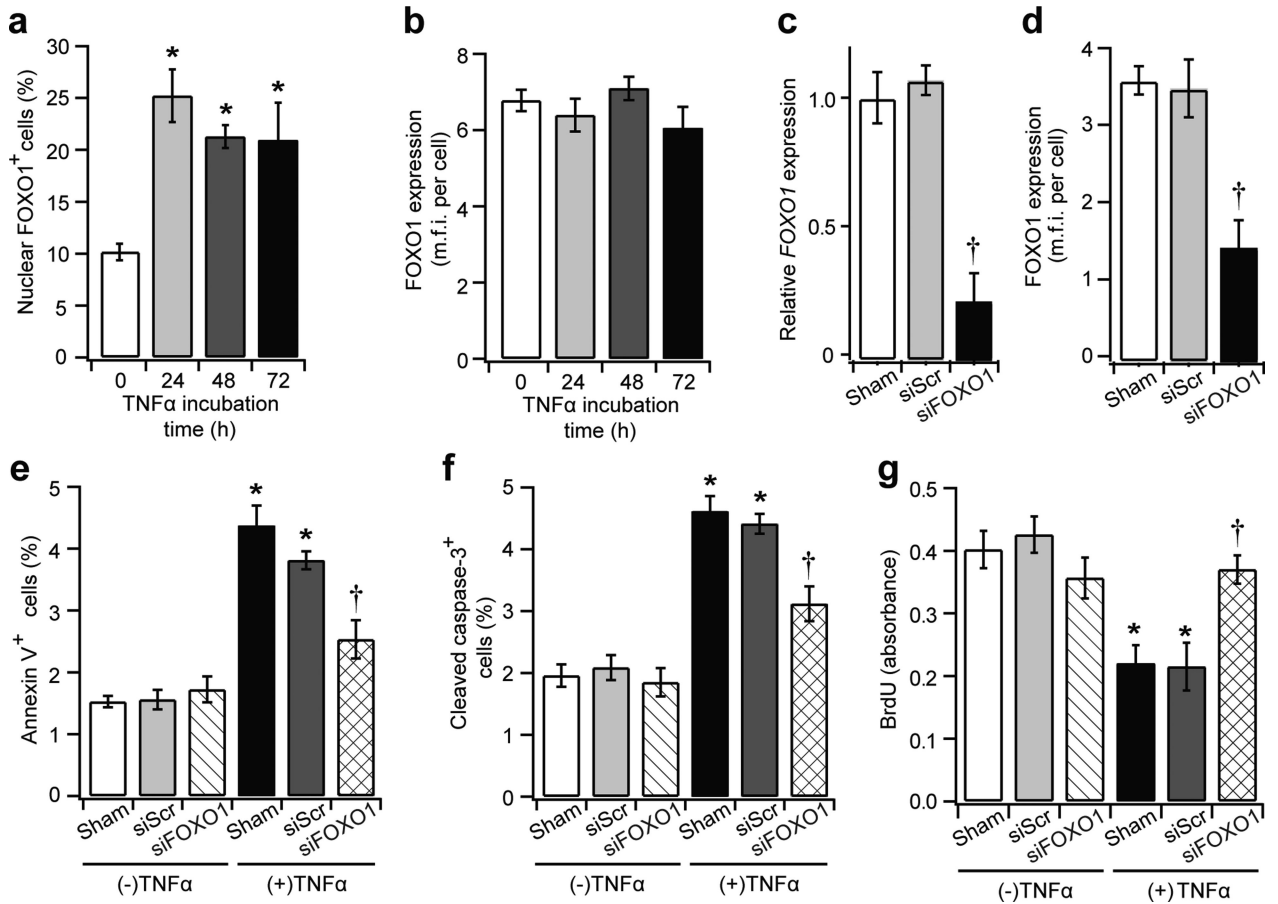 a
Nuclear FOXO1+ cells (%)
30
25
20
15
10
5
0
*
*
*
0 24 48 72
TNFα incubation
time (h)
b
FOXO1 expression
(m.f.i. per cell)
8
6
4
2
0
0 24 48 72
TNFα incubation
time (h)
c
Relative FOXO1 expression
1.0
0.5
0
†
Sham
siScr
siFOXO1
d
FOXO1 expression
(m.f.i. per cell)
4
3
2
1
0
†
Sham
siScr
siFOXO1
e
Annexin V+ cells (%)
5
4
3
2
1
0
*
*
†
Sham
siScr
siFOXO1
Sham
siScr
siFOXO1
(-)TNFα
(+)TNFα
f
Cleaved caspase-3+
cells (%)
5
4
3
2
1
0
*
*
†
Sham
siScr
siFOXO1
Sham
siScr
siFOXO1
(-)TNFα
(+)TNFα
g
BrdU (absorbance)
0.5
0.4
0.3
0.2
0.1
0.0
*
*
†
Sham
siScr
siFOXO1
Sham
siScr
siFOXO1
(-)TNFα
(+)TNFα